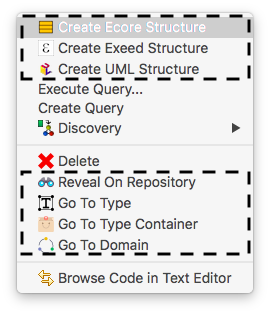 Create Ecore Structure
Create Exeed Structure
Create UML Structure
Execute Query...
Create Query
Discovery
Delete
Reveal On Repository
Go To Type
Go To Type Container
Go To Domain
Browse Code in Text Editor